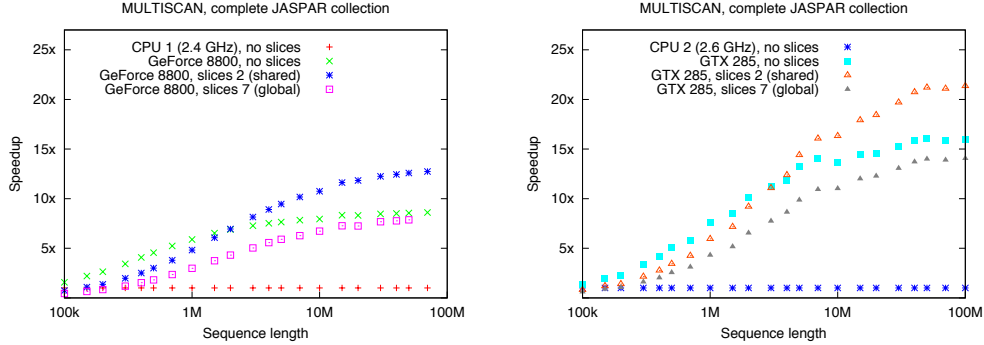 MULTISCAN, complete JASPAR collection
25x
20x
15x
10x
5x
Speedup
CPU 1 (2.4 GHz), no slices
GeForce 8800, no slices
GeForce 8800, slices 2 (shared)
GeForce 8800, slices 7 (global)
100k
1M
10M
100M
Sequence length
MULTISCAN, complete JASPAR collection
25x
20x
15x
10x
5x
Speedup
CPU 2 (2.6 GHz), no slices
GTX 285, no slices
GTX 285, slices 2 (shared)
GTX 285, slices 7 (global)
100k
1M
10M
100M
Sequence length